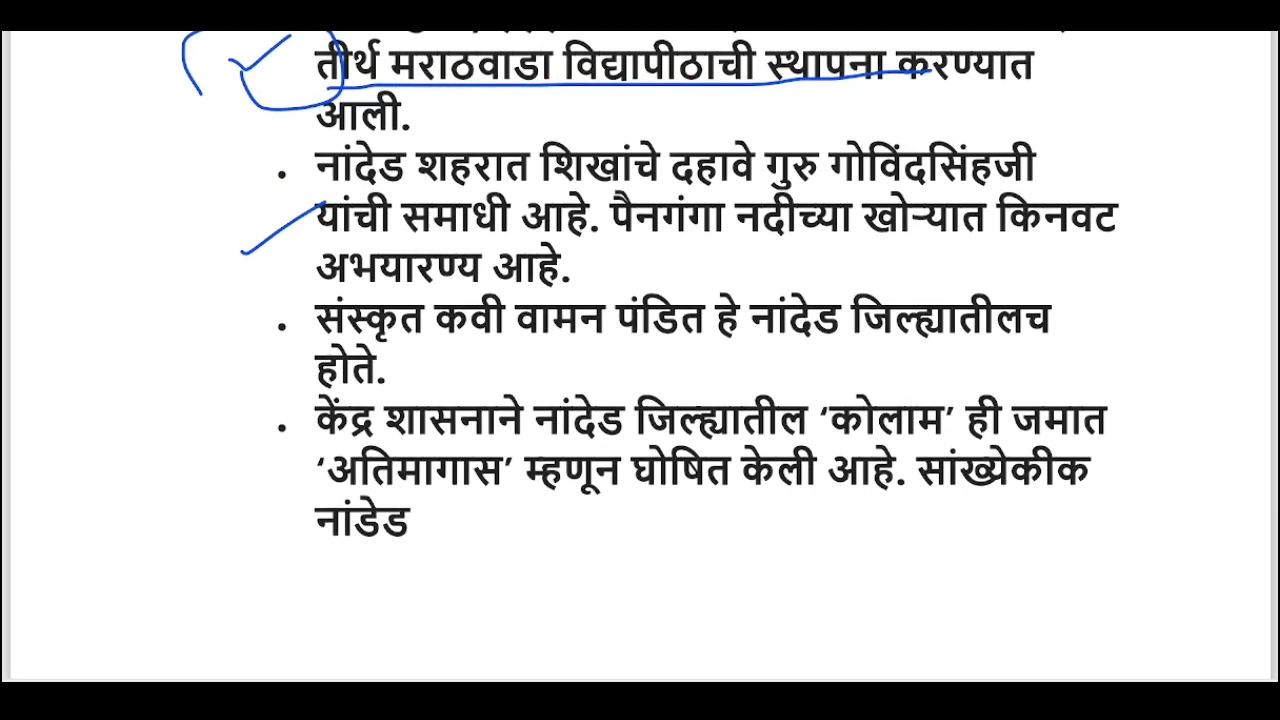 तीर्थ मराठवाडा विद्यापीठाची स्थापना करण्यात
आली.
• नांदेड शहरात शिखांचे दहावे गुरु गोविंदसिंहजी
यांची समाधी आहे. पैनगंगा नदीच्या खोऱ्यात किनवट
अभयारण्य आहे.
• संस्कृत कवी वामन पंडित हे नांदेड जिल्ह्यातीलच
होते.
• केंद्र शासनाने नांदेड जिल्ह्यातील ‘कोलाम’ ही जमात
‘अतिमागास’ म्हणून घोषित केली आहे. सांख्येकीक
नांडेड